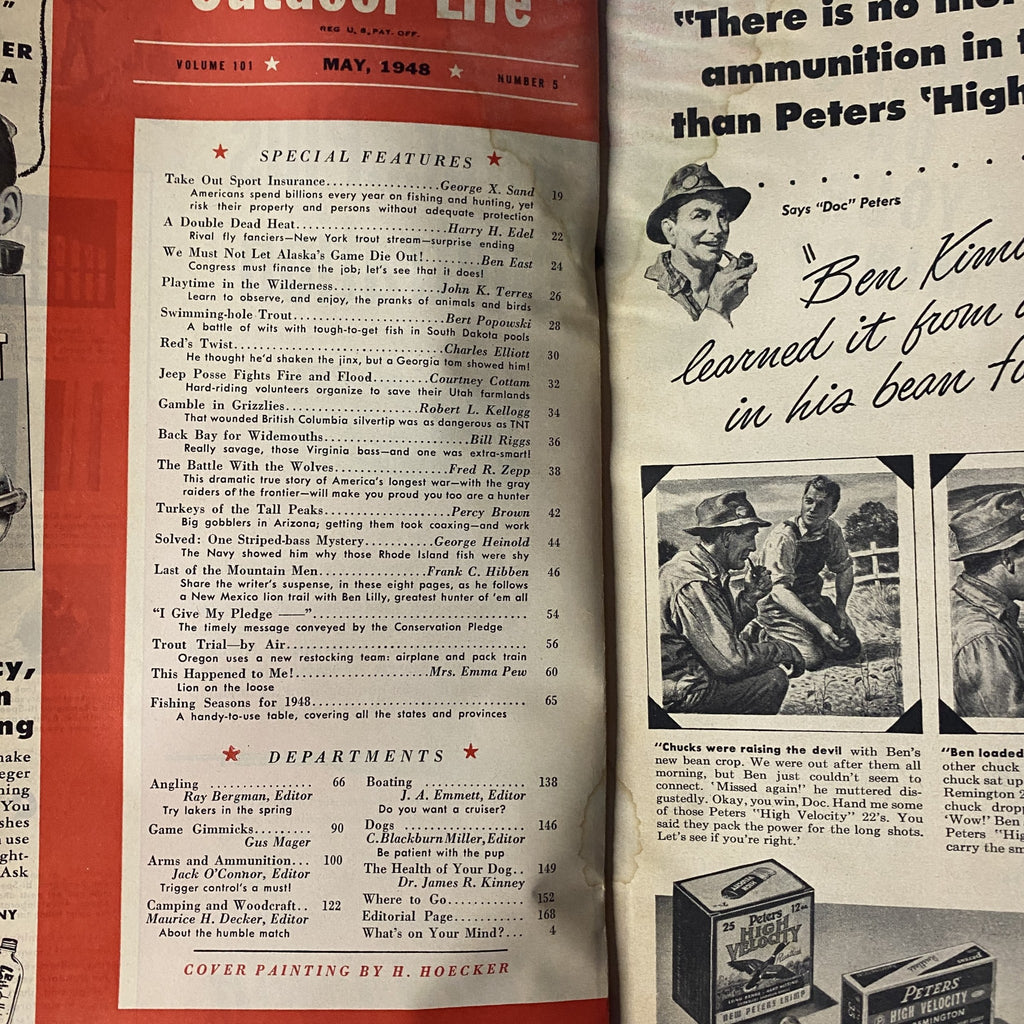 ER
A
Outdoor Life
REG U. S. PAT. OFF.
VOLUME 101 ★ MAY, 1948 ★ NUMBER 5
★ SPECIAL FEATURES ★
Take Out Sport Insurance..................George X. Sand 19
Americans spend billions every year on fishing and hunting, yet
risk their property and persons without adequate protection
A Double Dead Heat........................Harry H. Edel 22
Rival fly fanciers—New York trout stream—surprise ending
We Must Not Let Alaska's Game Die Out!.........Ben East 24
Congress must finance the job; let's see that it does!
Playtime in the Wilderness.................John K. Terres 26
Learn to observe, and enjoy, the pranks of animals and birds
Swimming-hole Trout........................Bert Popowski 28
A battle of wits with tough-to-get fish in South Dakota pools
Red's Twist................................Charles Elliott 30
He thought he'd shaken the jinx, but a Georgia tom showed him!
Jeep Posse Fights Fire and Flood.........Courtney Cottam 32
Hard-riding volunteers organize to save their Utah farmlands
Gamble in Grizzlies......................Robert L. Kellogg 34
That wounded British Columbia silvertip was as dangerous as TNT
Back Bay for Widemouths........................Bill Riggs 36
Really savage, those Virginia bass—and one was extra-smart!
The Battle With the Wolves..................Fred R. Zepp 38
This dramatic true story of America's longest war—with the gray
raiders of the frontier—will make you proud you too are a hunter
Turkeys of the Tall Peaks....................Percy Brown 42
Big gobblers in Arizona; getting them took coaxing—and work
Solved: One Striped-bass Mystery..........George Heinold 44
The Navy showed him why those Rhode Island fish were shy
Last of the Mountain Men................Frank C. Hibben 46
Share the writer's suspense, in these eight pages, as he follows
a New Mexico lion trail with Ben Lilly, greatest hunter of 'em all
"I Give My Pledge ——"................................... 54
The timely message conveyed by the Conservation Pledge
Trout Trial—by Air....................................... 56
Oregon uses a new restocking team: airplane and pack train
This Happened to Me!...................Mrs. Emma Pew 60
Lion on the loose
Fishing Seasons for 1948................................. 65
A handy-to-use table, covering all the states and provinces
★ DEPARTMENTS ★
Angling .............. 66
Ray Bergman, Editor
Try lakers in the spring
Game Gimmicks......... 90
Gus Mager
Arms and Ammunition... 100
Jack O'Connor, Editor
Trigger control's a must!
Camping and Woodcraft.. 122
Maurice H. Decker, Editor
About the humble match
Boating ................. 138
J. A. Emmett, Editor
Do you want a cruiser?
Dogs .................... 146
C. Blackburn Miller, Editor
Be patient with the pup
The Health of Your Dog.. 149
Dr. James R. Kinney
Where to Go............. 152
Editorial Page........... 168
What's on Your Mind?... 4
COVER PAINTING BY H. HOECKER
"There is no
ammunition in
than Peters 'High
Says "Doc" Peters
"Ben
learned it from
in his bean
"Chucks were raising the devil with Ben's
new bean crop. We were out after them all
morning, but Ben just couldn't seem to
connect. 'Missed again!' he muttered dis-
gustedly. Okay, you win, Doc. Hand me some
of those Peters "High Velocity" 22's. You
said they pack the power for the long shots.
Let's see if you're right.'
"Ben loaded
other chuck
chuck sat up
Remington 2
chuck drop
'Wow!' Ben
Peters "Hig
carry the sm
25 Peters 12 GA.
HIGH
VELOCITY
NEW PETERS CRIMP
PETERS
HIGH VELOCITY
REMINGTON
cy,
n
ng
make
eger
ning
You
shes
use
ght-
Ask
NY